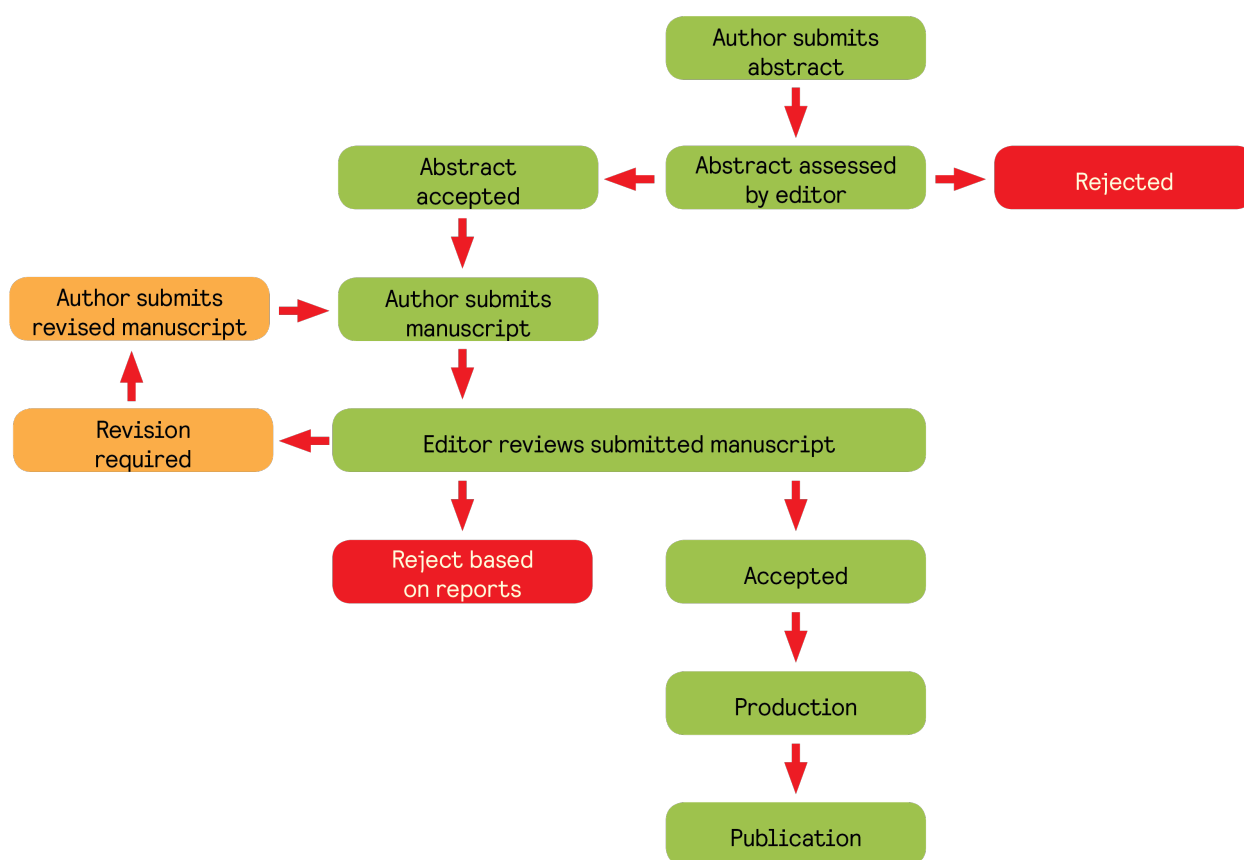 Author submits
abstract
Abstract
accepted
Abstract assessed
by editor
Rejected
Author submits
revised manuscript
Author submits
manuscript
Revision
required
Editor reviews submitted manuscript
Reject based
on reports
Accepted
Production
Publication